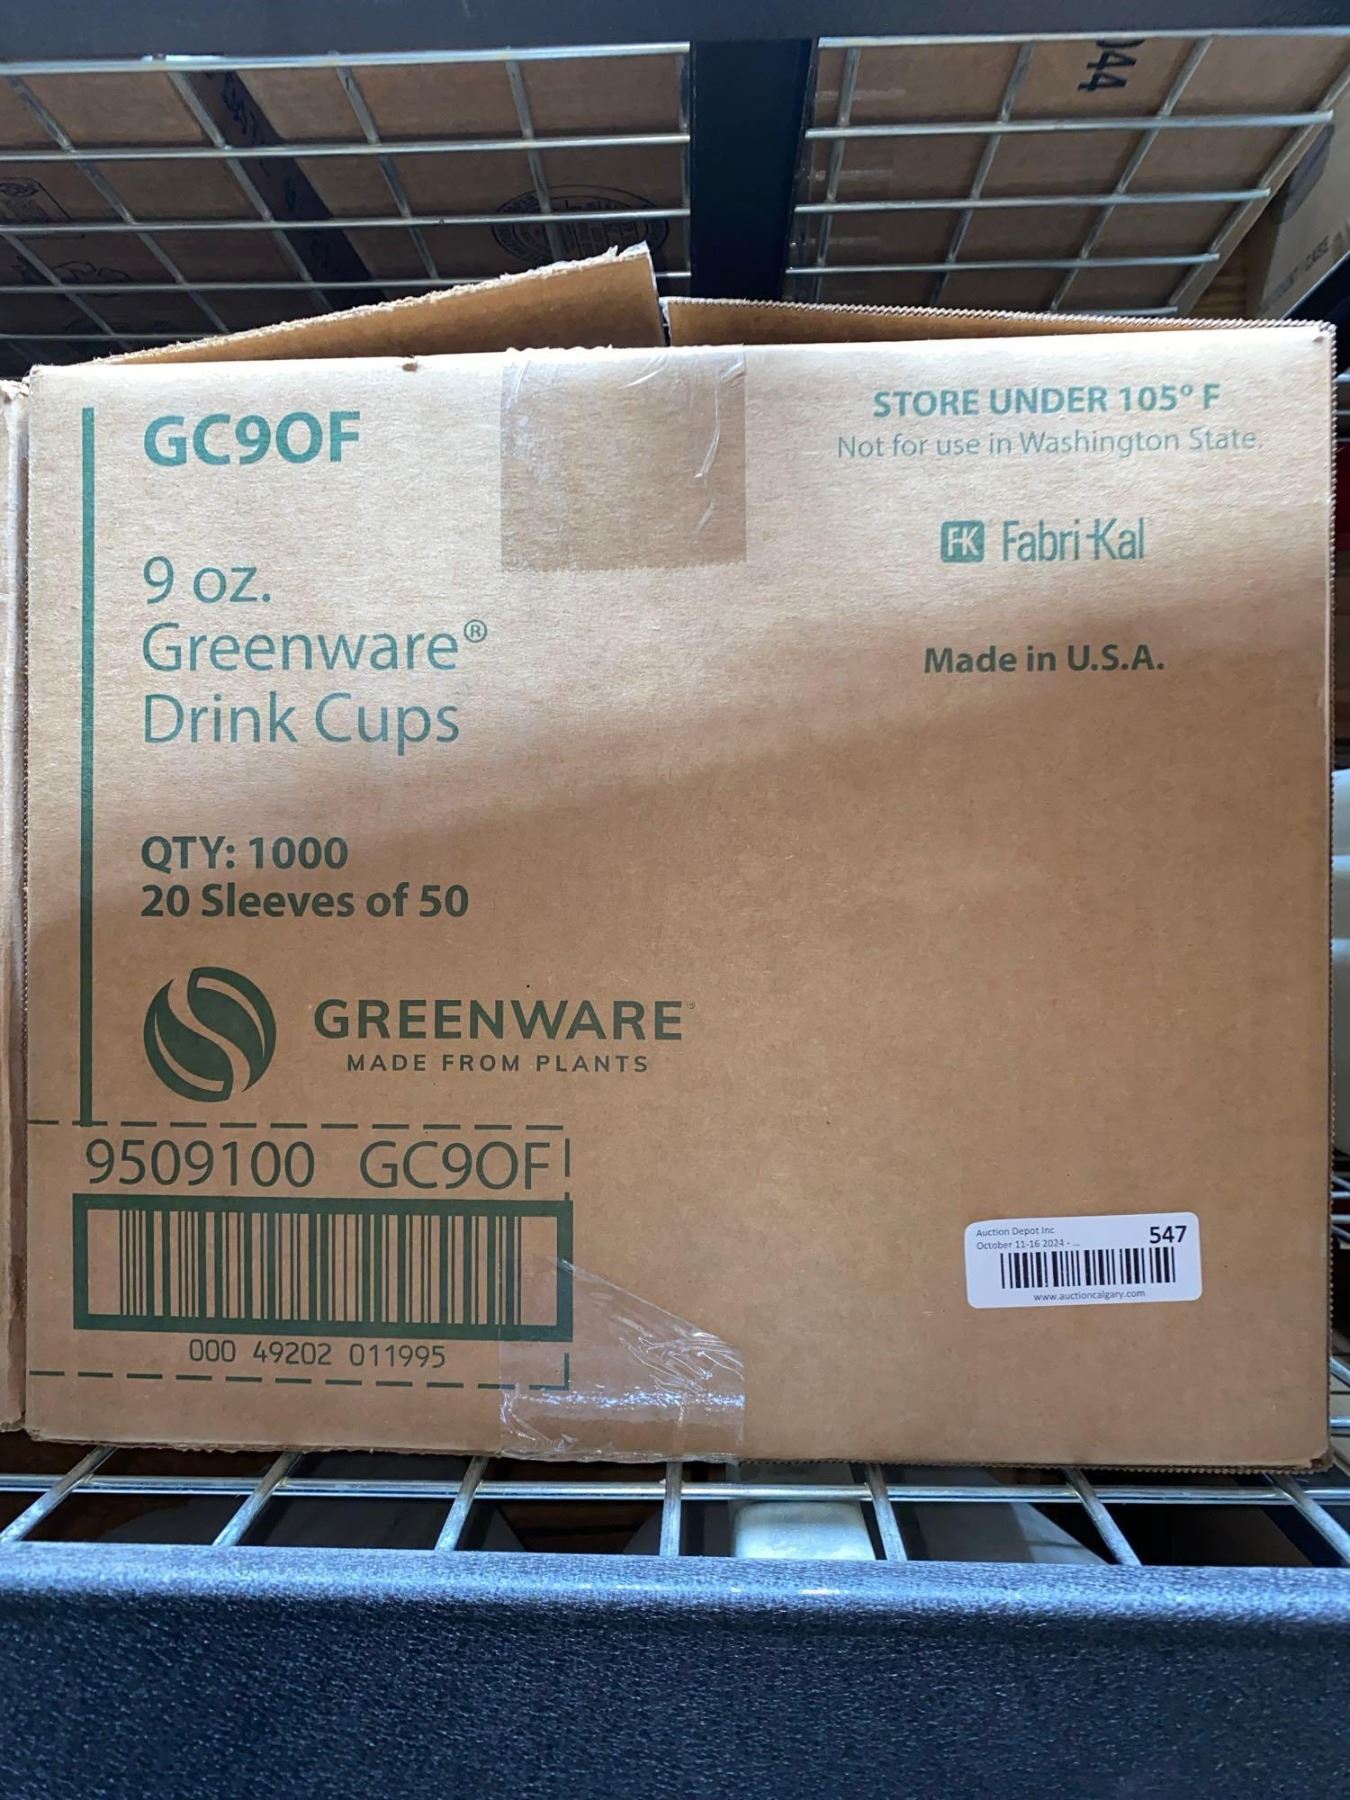 044
GC9OF
STORE UNDER 105° F
Not for use in Washington State.
FK Fabri-Kal
9 oz.
Greenware®
Drink Cups
Made in U.S.A.
QTY: 1000
20 Sleeves of 50
GREENWARE®
MADE FROM PLANTS
9509100 GC9OF
000 49202 011995
Auction Depot Inc
October 11-16 2024 - ...
547
www.auctioncalgary.com